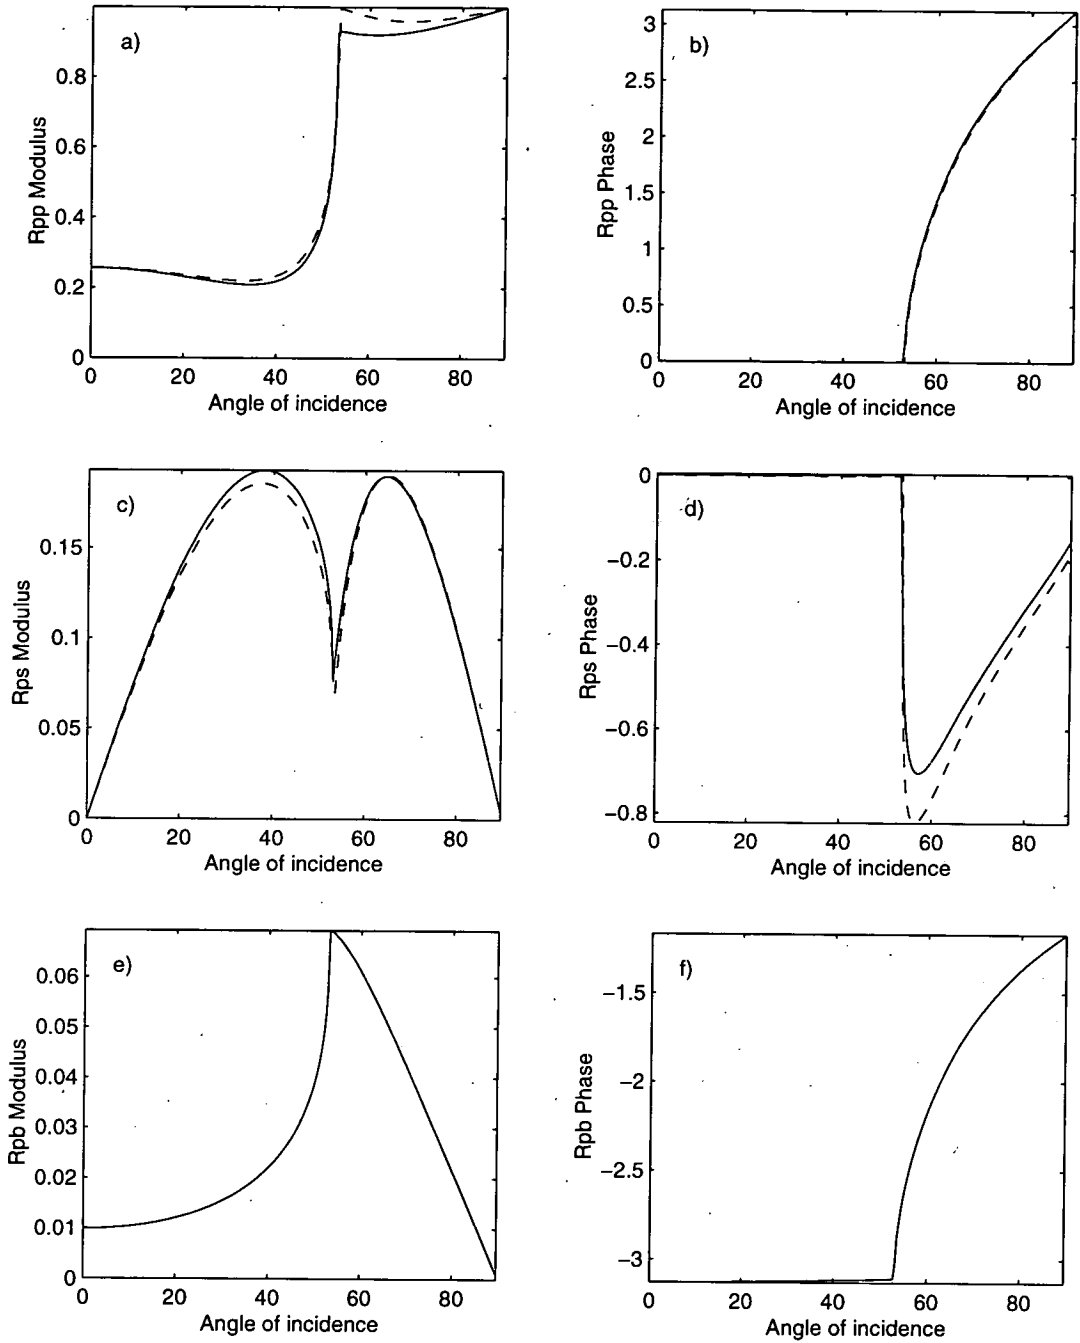 a)
Rpp Modulus
0.8
0.6
0.4
0.2
0
0 20 40 60 80
Angle of incidence
b)
Rpp Phase
3
2.5
2
1.5
1
0.5
0
0 20 40 60 80
Angle of incidence
c)
Rps Modulus
0.15
0.1
0.05
0
0 20 40 60 80
Angle of incidence
d)
Rps Phase
0
−0.2
−0.4
−0.6
−0.8
0 20 40 60 80
Angle of incidence
e)
Rpb Modulus
0.06
0.05
0.04
0.03
0.02
0.01
0
0 20 40 60 80
Angle of incidence
f)
Rpb Phase
−1.5
−2
−2.5
−3
0 20 40 60 80
Angle of incidence